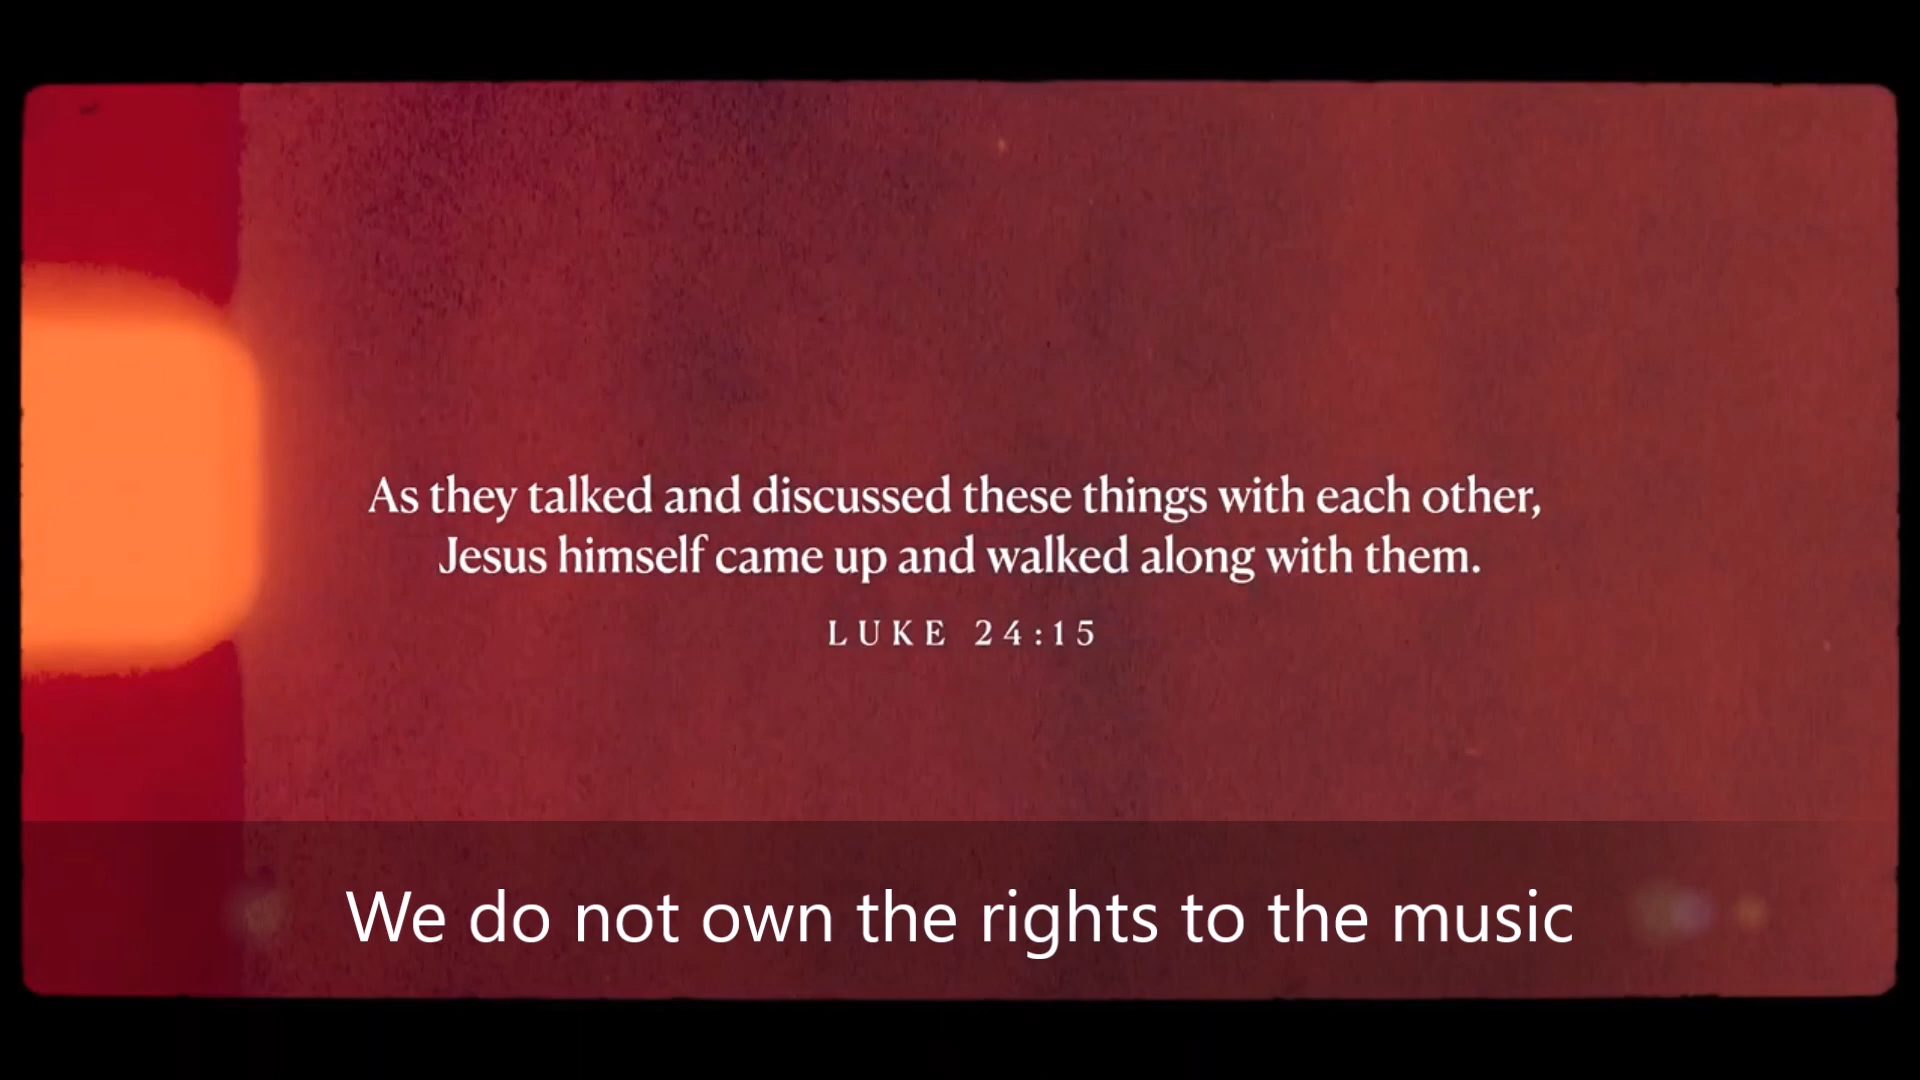 As they talked and discussed these things with each other,
Jesus himself came up and walked along with them.
LUKE 24:15
We do not own the rights to the music